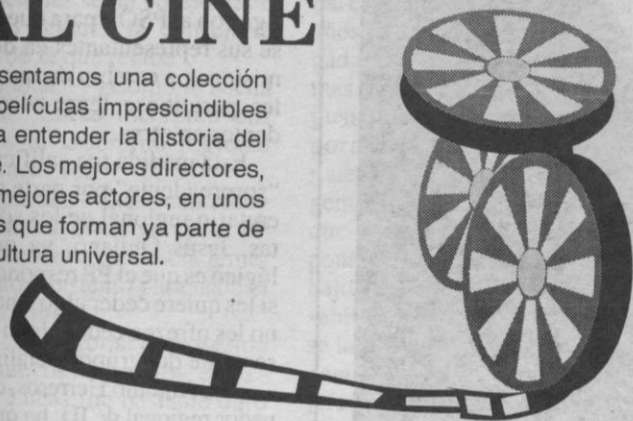 AL CINE
sentamos una colección
películas imprescindibles
a entender la historia del
e. Los mejores directores,
mejores actores, en unos
s que forman ya parte de
ultura universal.